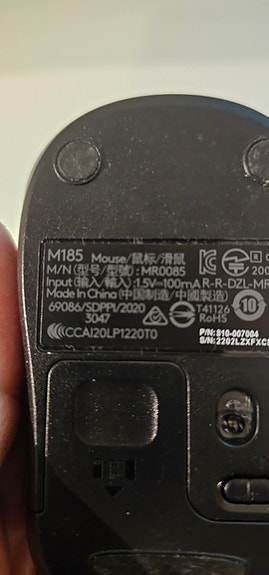 M185 Mouse/鼠标/滑鼠
M/N (型号/型號) : MR0085
Input (输入/輸入): 1.5V⎓100mA R-R-DZL-MR
Made In China (中国制造/中國製造)
69086/SDPPI/2020
3047
T41126
RoHS
10
CCAI20LP1220T0
P/N: 810-007004
S/N: 2202LZXFXC